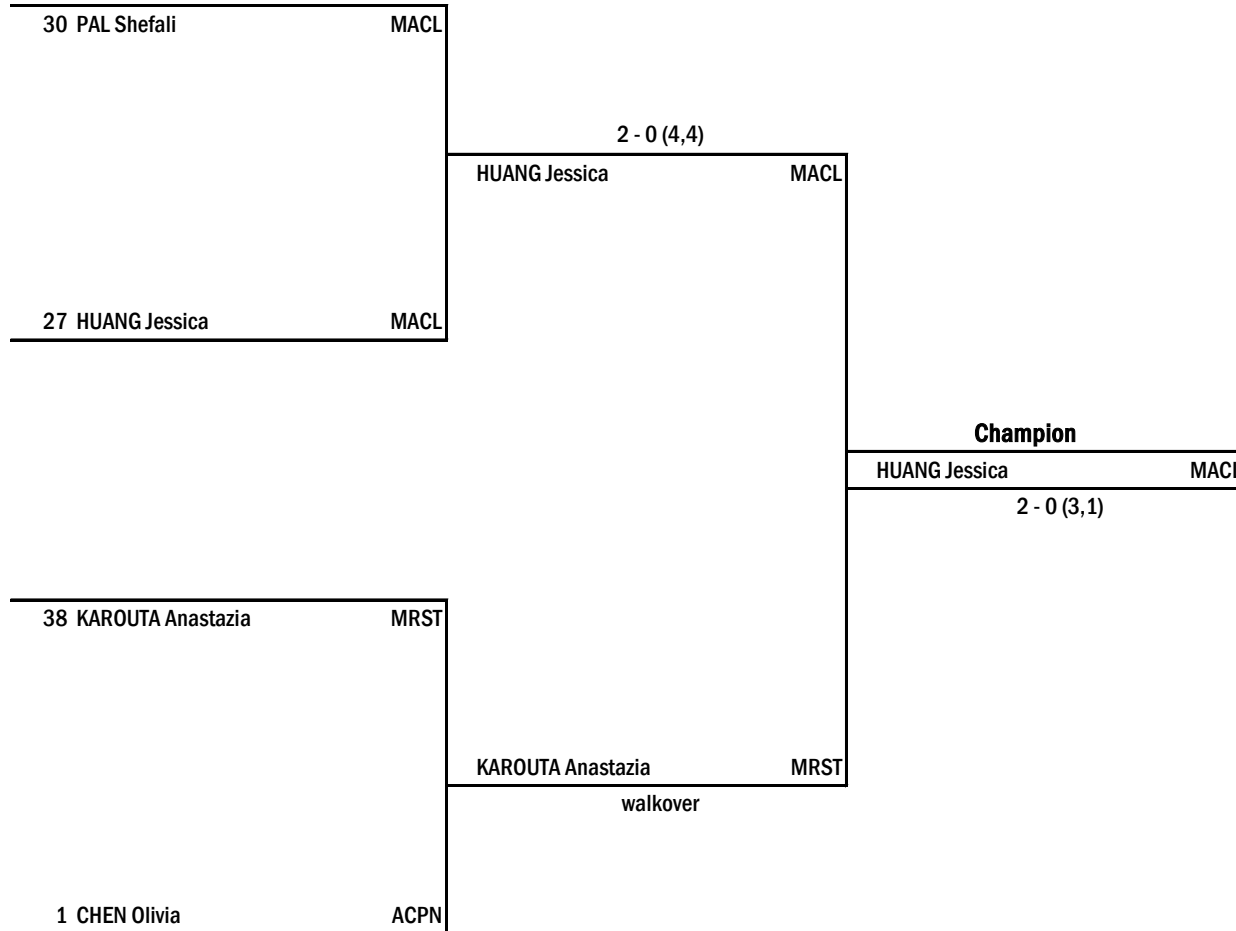 30 PAL Shefali MACL
2 - 0 (4,4)
HUANG Jessica MACL
27 HUANG Jessica MACL
Champion
HUANG Jessica MACL
2 - 0 (3,1)
38 KAROUTA Anastazia MRST
KAROUTA Anastazia MRST
walkover
1 CHEN Olivia ACPN